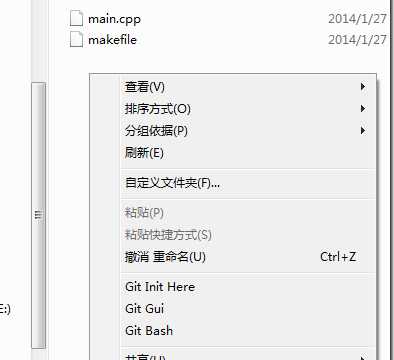 main.cpp 2014/1/27
makefile 2014/1/27
查看(V)
排序方式(O)
分组依据(P)
刷新(E)
自定义文件夹(F)...
粘贴(P)
粘贴快捷方式(S)
撤消 重命名(U) Ctrl+Z
Git Init Here
E:)
Git Gui
Git Bash
共享(H)